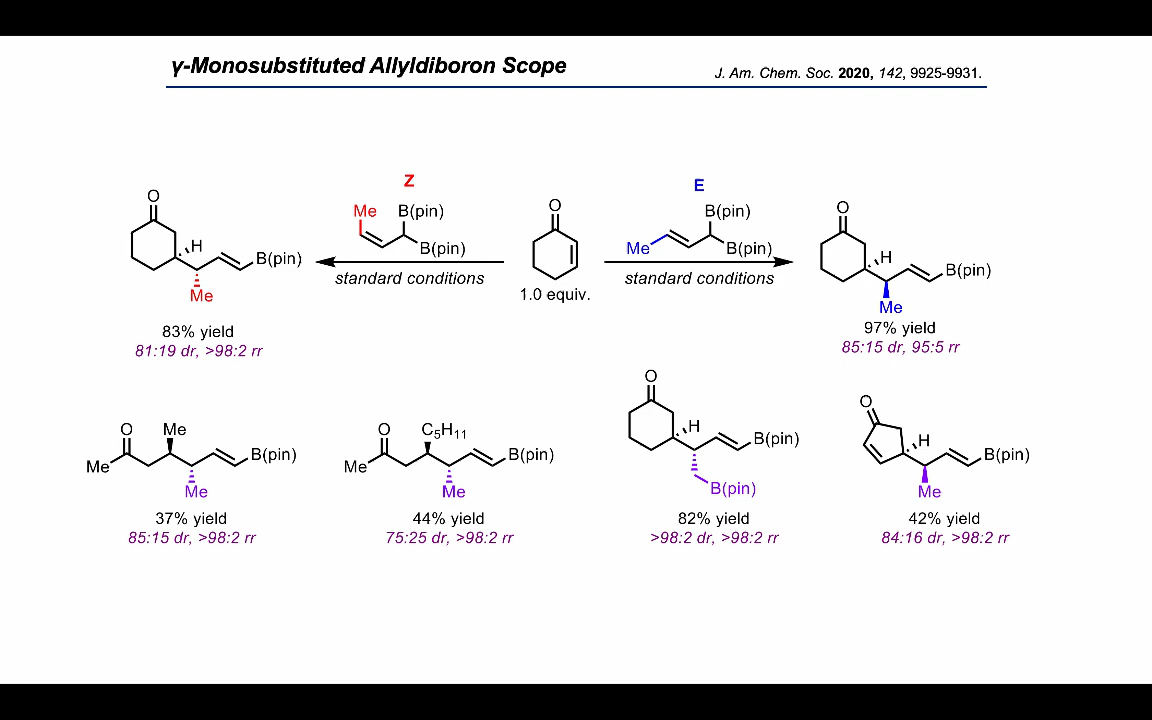 γ-Monosubstituted Allyldiboron Scope
J. Am. Chem. Soc. 2020, 142, 9925-9931.
Z
E
O
H
B(pin)
Me
83% yield
81:19 dr, >98:2 rr
Me
B(pin)
B(pin)
standard conditions
O
1.0 equiv.
B(pin)
Me
B(pin)
standard conditions
O
H
B(pin)
Me
97% yield
85:15 dr, 95:5 rr
O
Me
Me
B(pin)
Me
37% yield
85:15 dr, >98:2 rr
O
C5H11
Me
B(pin)
Me
44% yield
75:25 dr, >98:2 rr
O
H
B(pin)
B(pin)
82% yield
>98:2 dr, >98:2 rr
O
H
B(pin)
Me
42% yield
84:16 dr, >98:2 rr